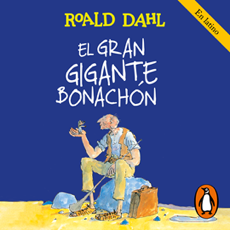 ROALD DAHL
En latino
EL GRAN
GIGANTE
BONACHÓN